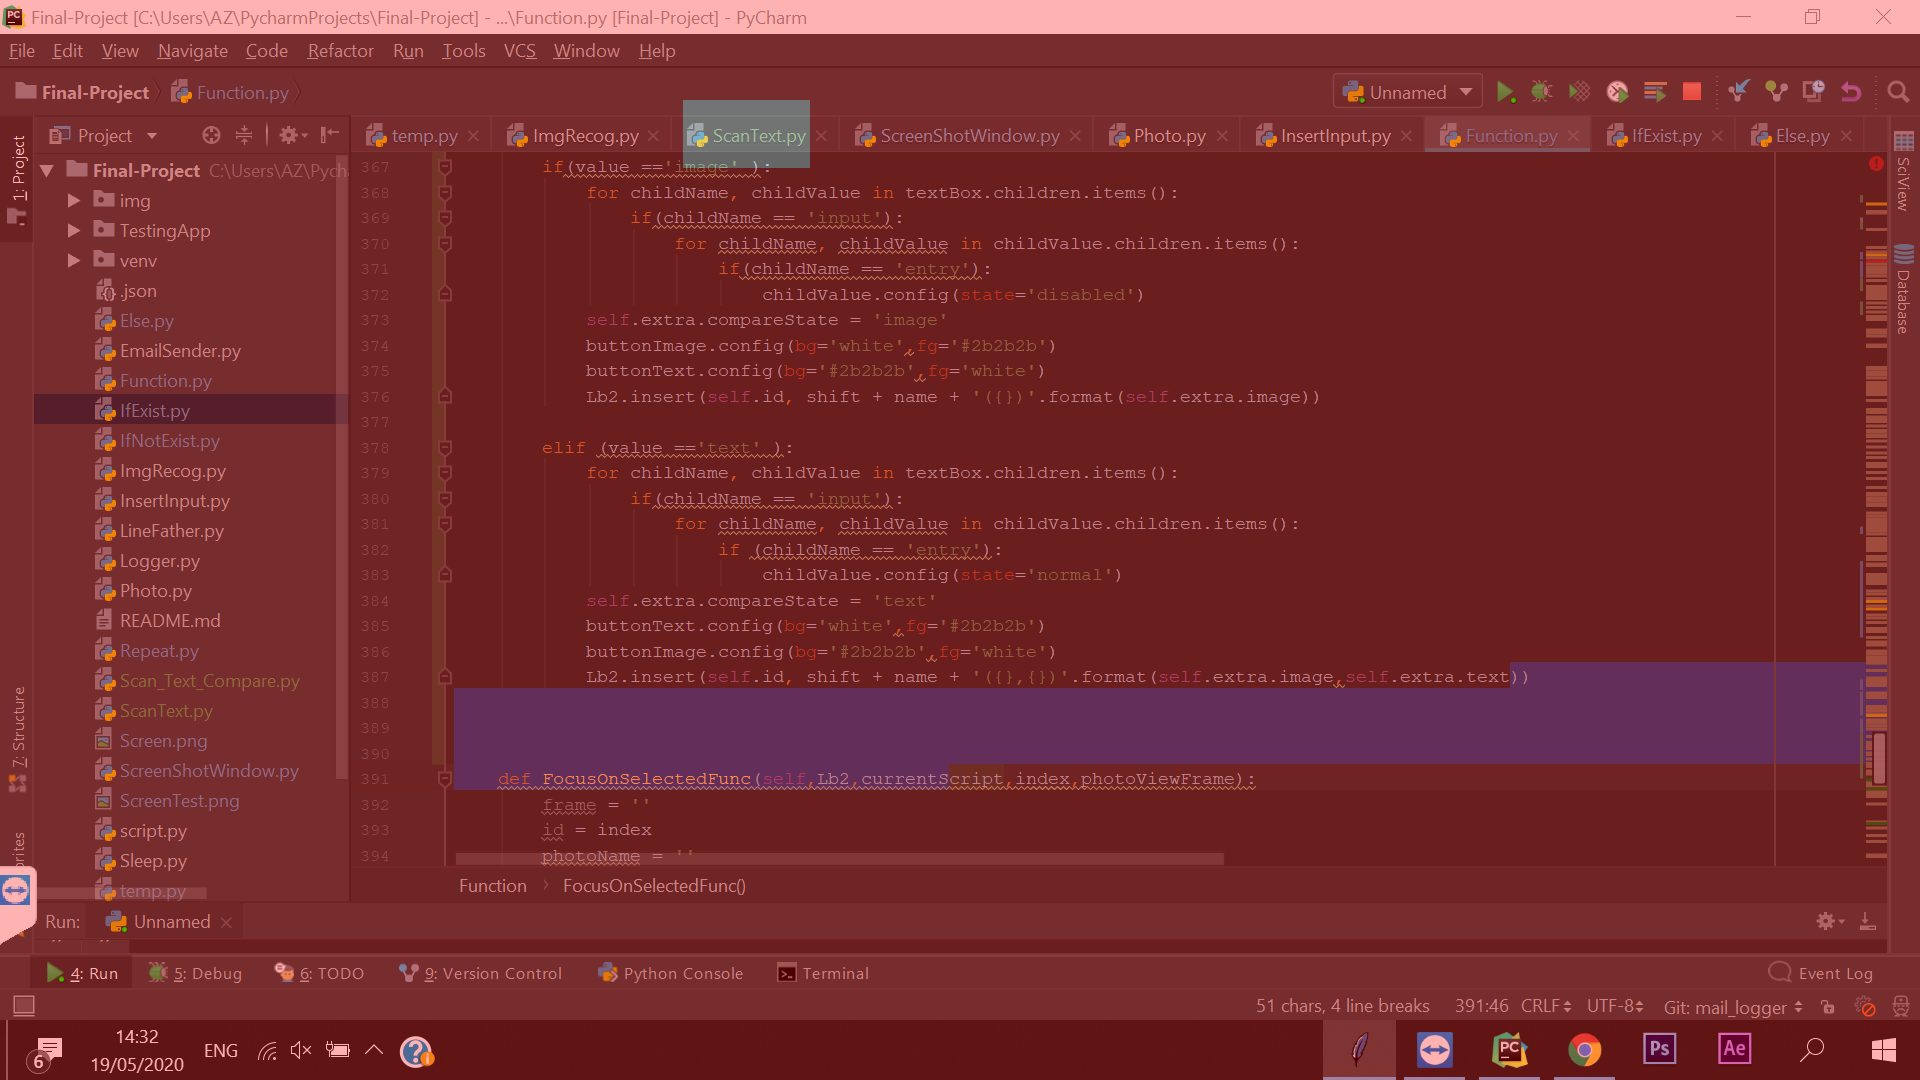 Final-Project [C:\Users\AZ\PycharmProjects\Final-Project] - ...\Function.py [Final-Project] - PyCharm
File Edit View Navigate Code Refactor Run Tools VCS Window Help
Final-Project Function.py Unnamed
1: Project
Project
temp.py ImgRecog.py ScanText.py ScreenShotWindow.py Photo.py InsertInput.py Function.py IfExist.py Else.py
Final-Project C:\Users\AZ\Pych
img
TestingApp
venv
.json
Else.py
EmailSender.py
Function.py
IfExist.py
IfNotExist.py
ImgRecog.py
InsertInput.py
LineFather.py
Logger.py
Photo.py
README.md
Repeat.py
Scan_Text_Compare.py
ScanText.py
Screen.png
ScreenShotWindow.py
ScreenTest.png
script.py
Sleep.py
temp.py
7: Structure
rites
367 if(value =='image' ):
368 for childName, childValue in textBox.children.items():
369 if(childName == 'input'):
370 for childName, childValue in childValue.children.items():
371 if(childName == 'entry'):
372 childValue.config(state='disabled')
373 self.extra.compareState = 'image'
374 buttonImage.config(bg='white',fg='#2b2b2b')
375 buttonText.config(bg='#2b2b2b',fg='white')
376 Lb2.insert(self.id, shift + name + '({})'.format(self.extra.image))
377
378 elif (value =='text' ):
379 for childName, childValue in textBox.children.items():
380 if(childName == 'input'):
381 for childName, childValue in childValue.children.items():
382 if (childName == 'entry'):
383 childValue.config(state='normal')
384 self.extra.compareState = 'text'
385 buttonText.config(bg='white',fg='#2b2b2b')
386 buttonImage.config(bg='#2b2b2b',fg='white')
387 Lb2.insert(self.id, shift + name + '({},{})'.format(self.extra.image,self.extra.text))
388
389
390
391 def FocusOnSelectedFunc(self,Lb2,currentScript,index,photoViewFrame):
392 frame = ''
393 id = index
394 photoName = ''
SciView
Database
Function FocusOnSelectedFunc()
Run: Unnamed
4: Run 5: Debug 6: TODO 9: Version Control Python Console Terminal Event Log
51 chars, 4 line breaks 391:46 CRLF UTF-8 Git: mail_logger
6
14:32
19/05/2020
ENG
PC
Ps
Ae